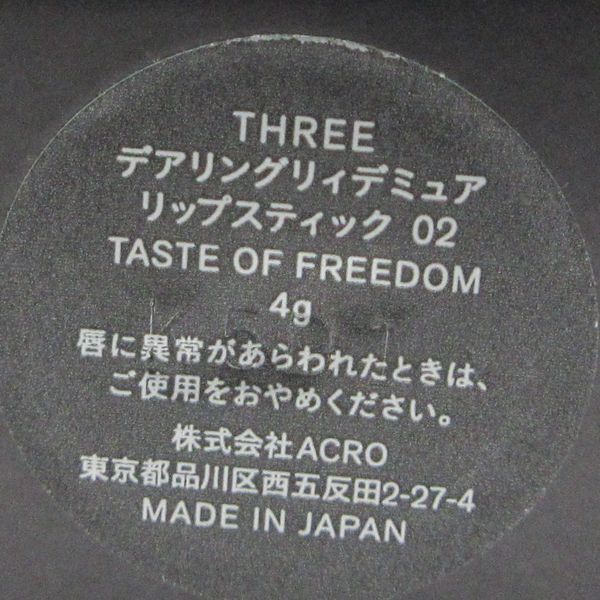 THREE
デアリングリィデミュア
リップスティック 02
TASTE OF FREEDOM
4g
唇に異常があらわれたときは、
ご使用をおやめください。
株式会社ACRO
東京都品川区西五反田2-27-4
MADE IN JAPAN